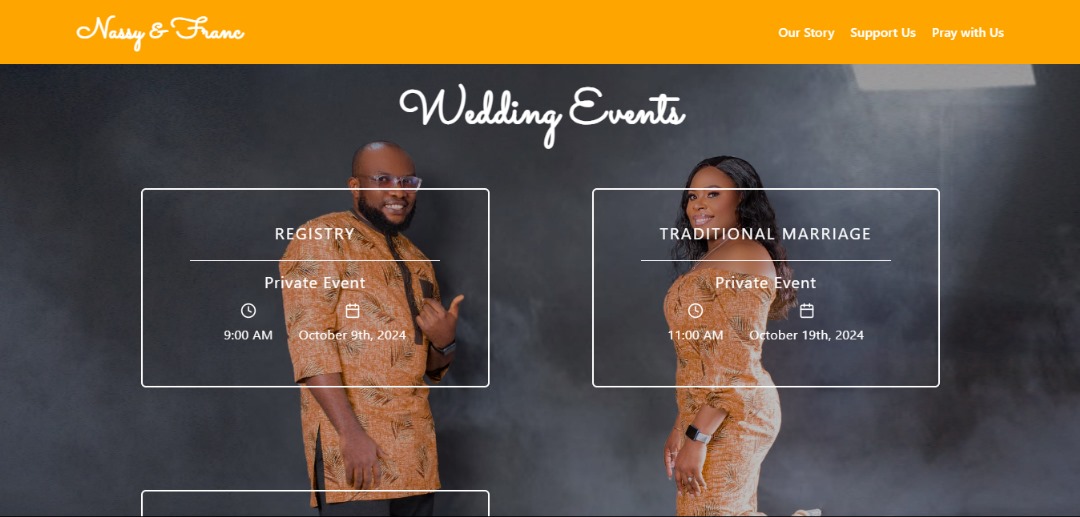 Nassy & Franc
Our Story Support Us Pray with Us
Wedding Events
REGISTRY
Private Event
9:00 AM October 9th, 2024
TRADITIONAL MARRIAGE
Private Event
11:00 AM October 19th, 2024